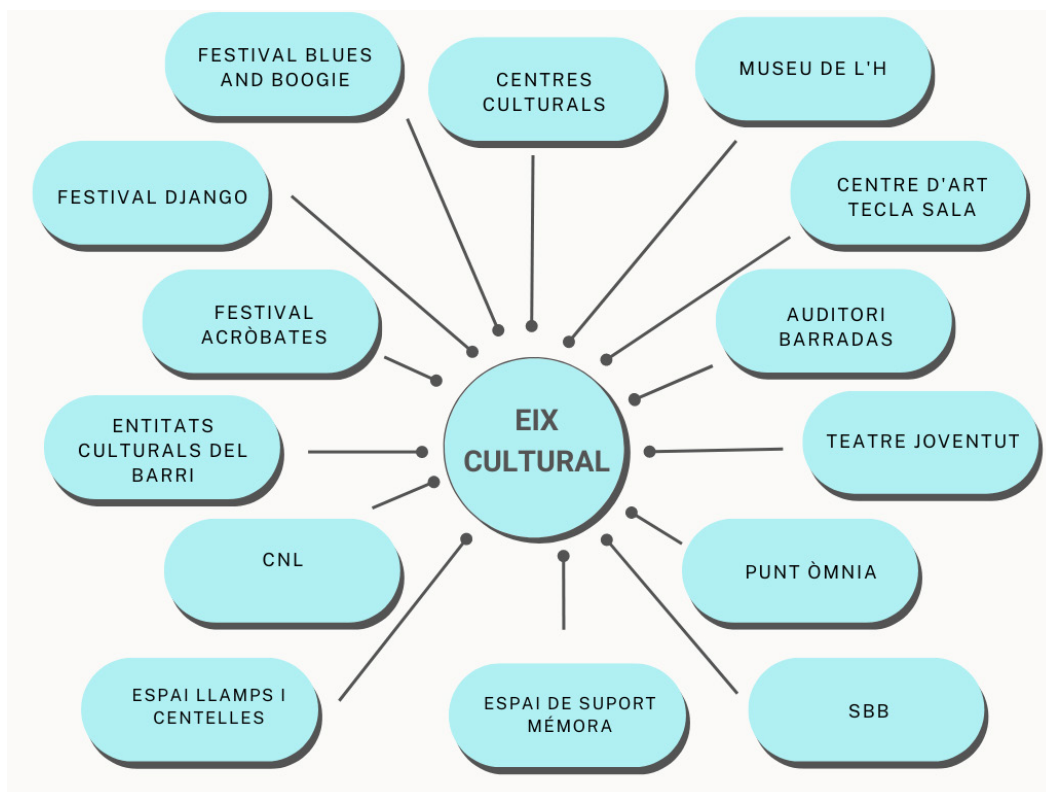 FESTIVAL BLUES
AND BOOGIE
CENTRES
CULTURALS
MUSEU DE L'H
FESTIVAL DJANGO
CENTRE D'ART
TECLA SALA
FESTIVAL
ACRÒBATES
AUDITORI
BARRADAS
ENTITATS
CULTURALS DEL
BARRI
EIX
CULTURAL
TEATRE JOVENTUT
CNL
PUNT ÒMNIA
ESPAI LLAMPS I
CENTELLES
ESPAI DE SUPORT
MÉMORA
SBB